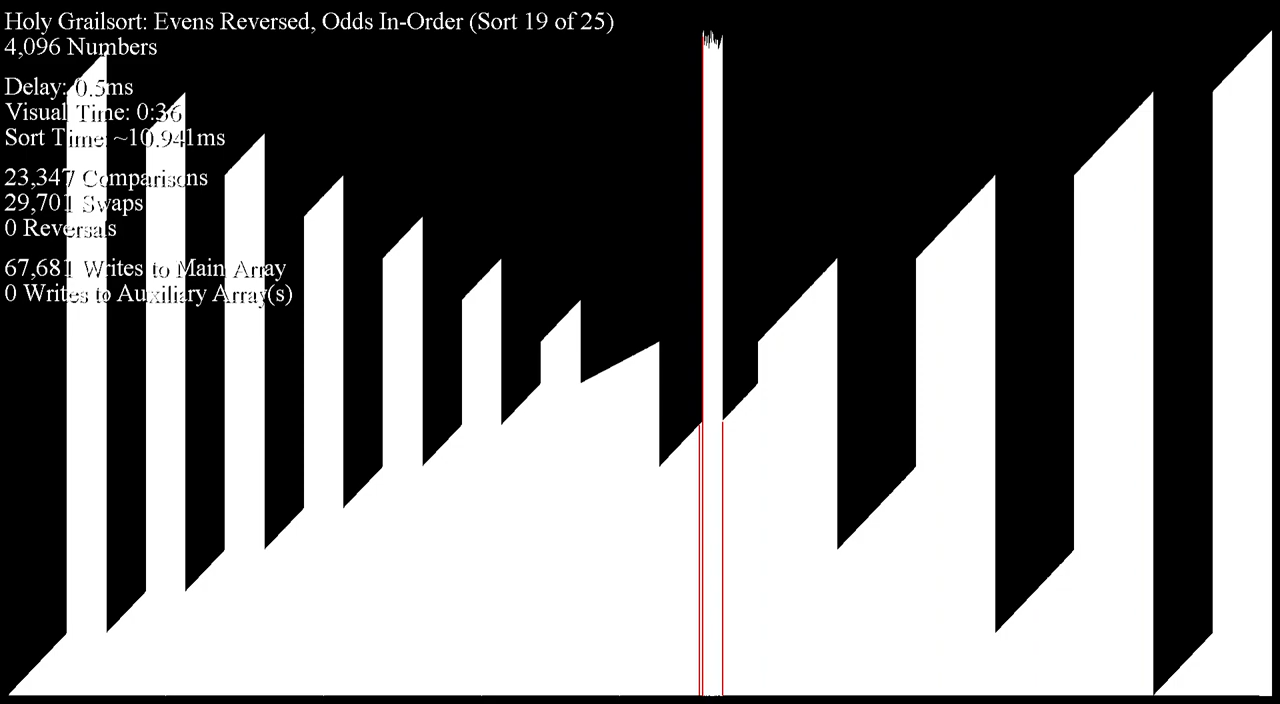 Holy Grailsort: Evens Reversed, Odds In-Order (Sort 19 of 25)
4,096 Numbers
Delay: 0.5ms
Visual Time: 0:36
Sort Time: ~10.941ms
23,347 Comparisons
29,701 Swaps
0 Reversals
67,681 Writes to Main Array
0 Writes to Auxiliary Array(s)